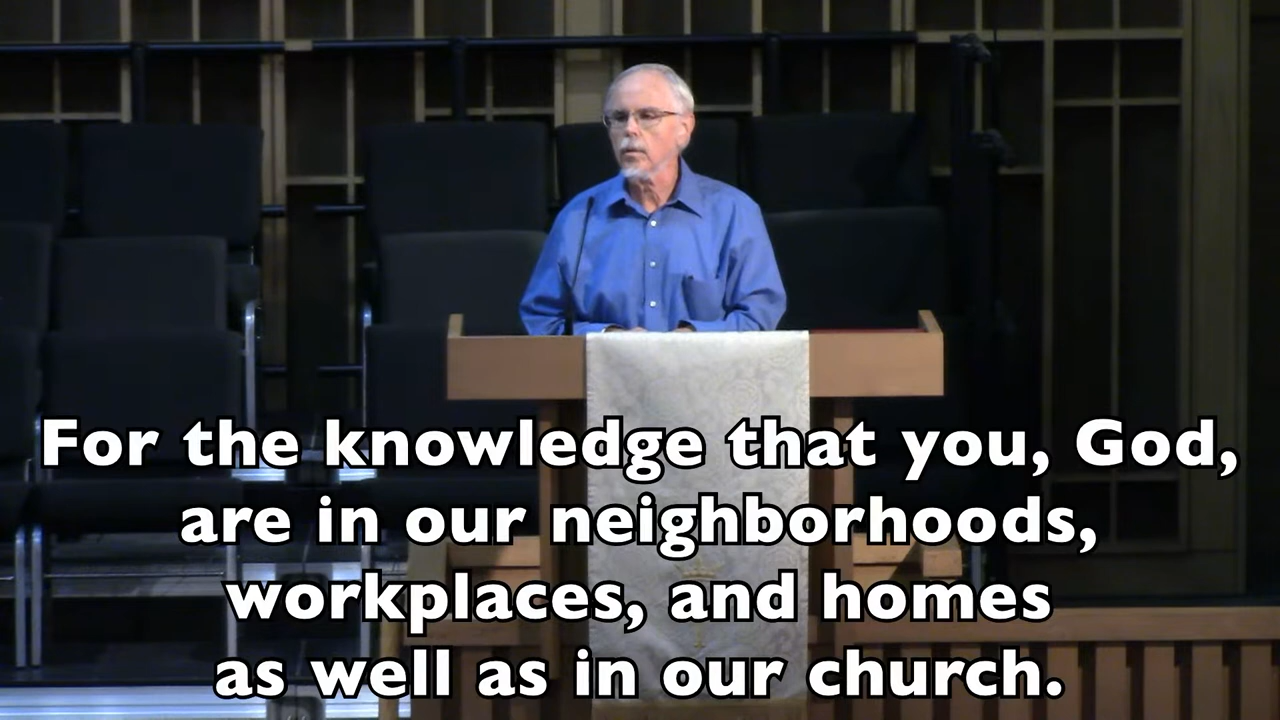 For the knowledge that you, God,
are in our neighborhoods,
workplaces, and homes
as well as in our church.